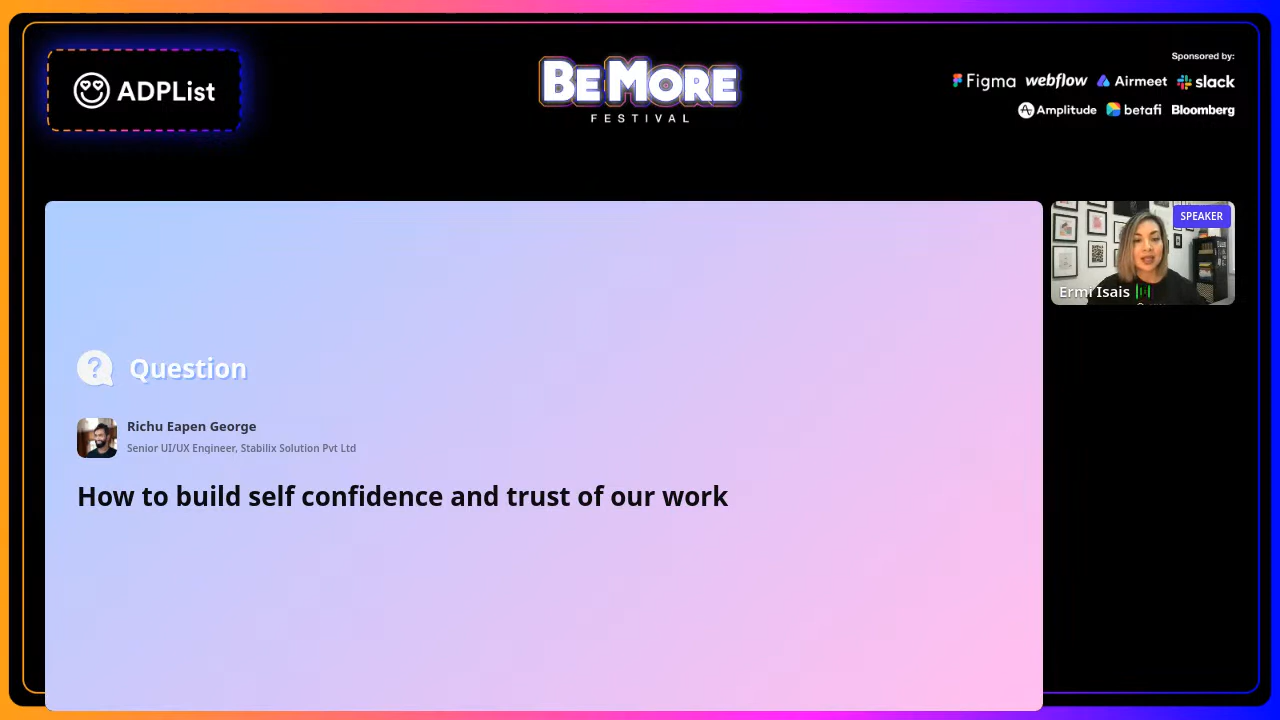 ADPList
BE MORE
FESTIVAL
Sponsored by:
Figma webflow Airmeet slack
Amplitude betafi Bloomberg
SPEAKER
Ermi Isais
Question
Richu Eapen George
Senior UI/UX Engineer, Stabilix Solution Pvt Ltd
How to build self confidence and trust of our work